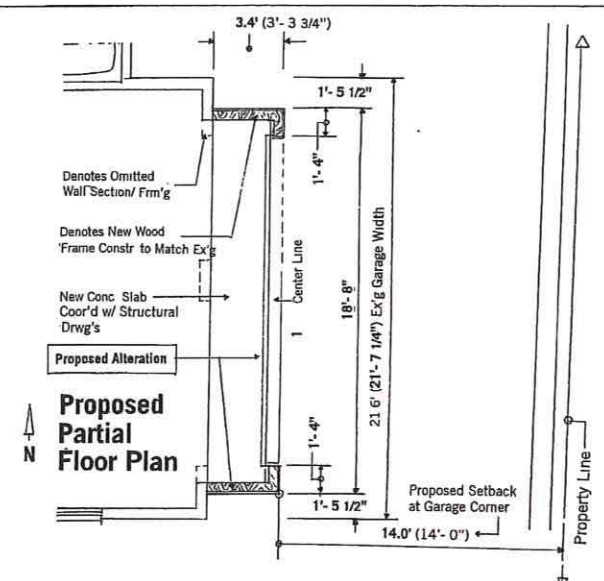 3.4' (3'- 3 3/4")
1'- 5 1/2"
1'- 4"
Denotes Omitted
Wall Section/ Frm'g
Denotes New Wood
'Frame Constr to Match Ex'g
New Conc Slab
Coor'd w/ Structural
Drwg's
Proposed Alteration
Proposed
Partial
Floor Plan
N
1 Center Line
18'- 8"
21 6' (21'- 7 1/4") Ex'g Garage Width
1'- 4"
1'- 5 1/2"
Proposed Setback
at Garage Corner
14.0' (14'- 0")
Property Line